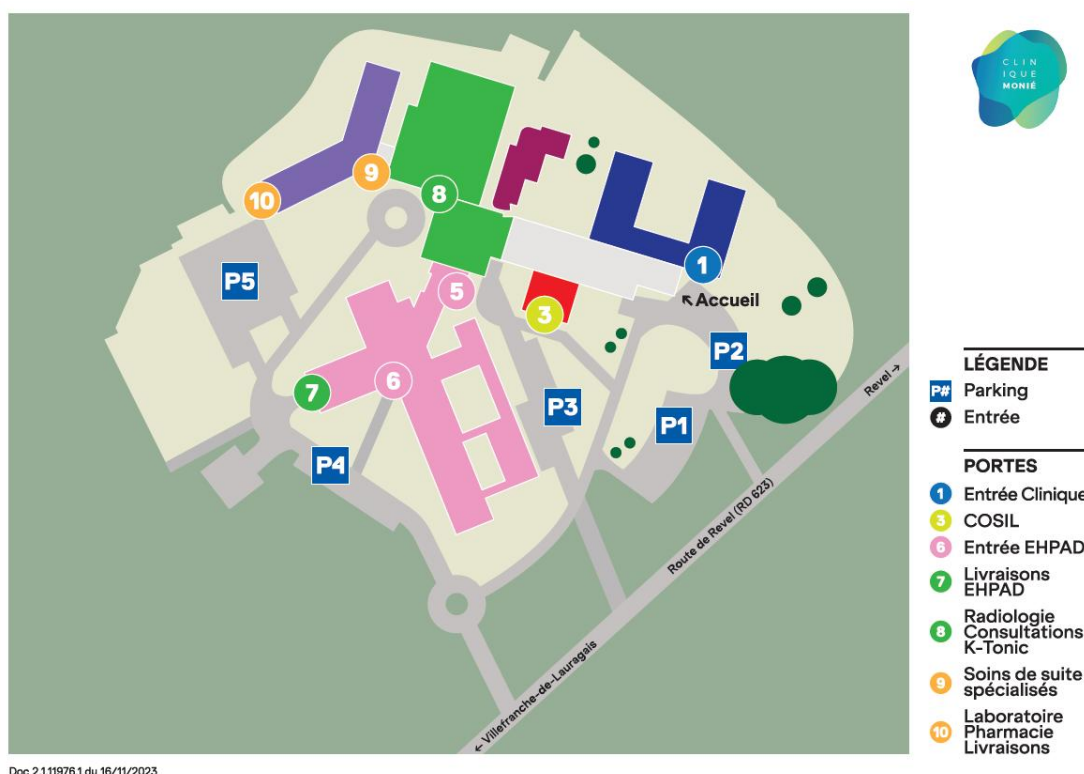 CLIN
IQUE
MONIÉ
10
9
8
P5
5
3
1
Accueil
P2
7
6
P3
P4
P1
Revel →
Route de Revel (RD 623)
← Villefranche-de-Lauragais
LÉGENDE
P# Parking
# Entrée
PORTES
1 Entrée Clinique
3 COSIL
6 Entrée EHPAD
7 Livraisons
EHPAD
8 Radiologie
Consultations
K-Tonic
9 Soins de suite
spécialisés
10 Laboratoire
Pharmacie
Livraisons
Doc 2.1.11976.1 du 16/11/2023